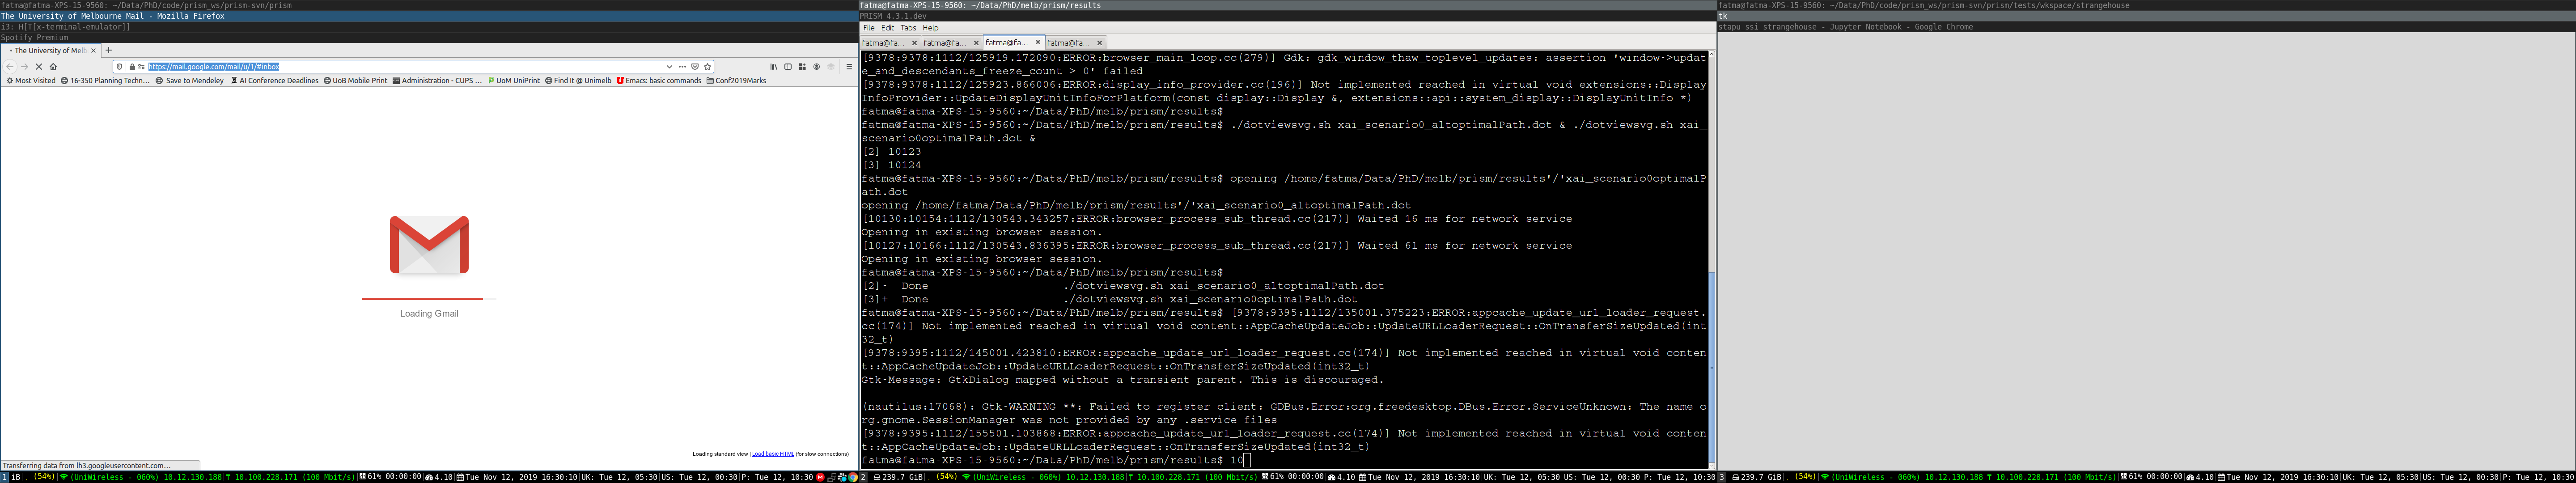 fatma@fatma-XPS-15-9560: ~/Data/PhD/code/prism_ws/prism-svn/prism
The University of Melbourne Mail - Mozilla Firefox
i3: H[T[x-terminal-emulator]]
Spotify Premium
The University of Melb
https://mail.google.com/mail/u/1/#inbox
Most Visited 16-350 Planning Techn… Save to Mendeley AI Conference Deadlines UoB Mobile Print Administration - CUPS … UoM UniPrint Find It @ Unimelb Emacs: basic commands Conf2019Marks
Loading Gmail
Loading standard view | Load basic HTML (for slow connections)
Transferring data from lh3.googleusercontent.com…
1 iB (54%) (UniWireless - 060%) 10.12.130.188 10.100.228.171 (100 Mbit/s) 61% 00:00:00 4.10 Tue Nov 12, 2019 16:30:10 UK: Tue 12, 05:30 US: Tue 12, 00:30 P: Tue 12, 10:30
fatma@fatma-XPS-15-9560: ~/Data/PhD/melb/prism/results
PRISM 4.3.1.dev
File Edit Tabs Help
fatma@fa... fatma@fa... fatma@fa... fatma@fa...
[9378:9378:1112/125919.172090:ERROR:browser_main_loop.cc(279)] Gdk: gdk_window_thaw_toplevel_updates: assertion 'window->updat
e_and_descendants_freeze_count > 0' failed
[9378:9378:1112/125923.866006:ERROR:display_info_provider.cc(196)] Not implemented reached in virtual void extensions::Display
InfoProvider::UpdateDisplayUnitInfoForPlatform(const display::Display &, extensions::api::system_display::DisplayUnitInfo *)
fatma@fatma-XPS-15-9560:~/Data/PhD/melb/prism/results$
fatma@fatma-XPS-15-9560:~/Data/PhD/melb/prism/results$ ./dotviewsvg.sh xai_scenario0_altoptimalPath.dot & ./dotviewsvg.sh xai_
scenario0optimalPath.dot &
[2] 10123
[3] 10124
fatma@fatma-XPS-15-9560:~/Data/PhD/melb/prism/results$ opening /home/fatma/Data/PhD/melb/prism/results'/'xai_scenario0optimalP
ath.dot
opening /home/fatma/Data/PhD/melb/prism/results'/'xai_scenario0_altoptimalPath.dot
[10130:10154:1112/130543.343257:ERROR:browser_process_sub_thread.cc(217)] Waited 16 ms for network service
Opening in existing browser session.
[10127:10166:1112/130543.836395:ERROR:browser_process_sub_thread.cc(217)] Waited 61 ms for network service
Opening in existing browser session.
fatma@fatma-XPS-15-9560:~/Data/PhD/melb/prism/results$
[2]- Done ./dotviewsvg.sh xai_scenario0_altoptimalPath.dot
[3]+ Done ./dotviewsvg.sh xai_scenario0optimalPath.dot
fatma@fatma-XPS-15-9560:~/Data/PhD/melb/prism/results$ [9378:9395:1112/135001.375223:ERROR:appcache_update_url_loader_request.
cc(174)] Not implemented reached in virtual void content::AppCacheUpdateJob::UpdateURLLoaderRequest::OnTransferSizeUpdated(int
32_t)
[9378:9395:1112/145001.423810:ERROR:appcache_update_url_loader_request.cc(174)] Not implemented reached in virtual void conten
t::AppCacheUpdateJob::UpdateURLLoaderRequest::OnTransferSizeUpdated(int32_t)
Gtk-Message: GtkDialog mapped without a transient parent. This is discouraged.
(nautilus:17068): Gtk-WARNING **: Failed to register client: GDBus.Error:org.freedesktop.DBus.Error.ServiceUnknown: The name o
rg.gnome.SessionManager was not provided by any .service files
[9378:9395:1112/155501.103868:ERROR:appcache_update_url_loader_request.cc(174)] Not implemented reached in virtual void conten
t::AppCacheUpdateJob::UpdateURLLoaderRequest::OnTransferSizeUpdated(int32_t)
fatma@fatma-XPS-15-9560:~/Data/PhD/melb/prism/results$ 10
2 239.7 GiB (54%) (UniWireless - 060%) 10.12.130.188 10.100.228.171 (100 Mbit/s) 61% 00:00:00 4.10 Tue Nov 12, 2019 16:30:10 UK: Tue 12, 05:30 US: Tue 12, 00:30 P: Tue 12, 10:30
fatma@fatma-XPS-15-9560: ~/Data/PhD/code/prism_ws/prism-svn/prism/tests/wkspace/strangehouse
tk
stapu_ssi_strangehouse - Jupyter Notebook - Google Chrome
3 239.7 GiB (54%) (UniWireless - 060%) 10.12.130.188 10.100.228.171 (100 Mbit/s) 61% 00:00:00 4.10 Tue Nov 12, 2019 16:30:10 UK: Tue 12, 05:30 US: Tue 12, 00:30 P: Tue 12, 10:30